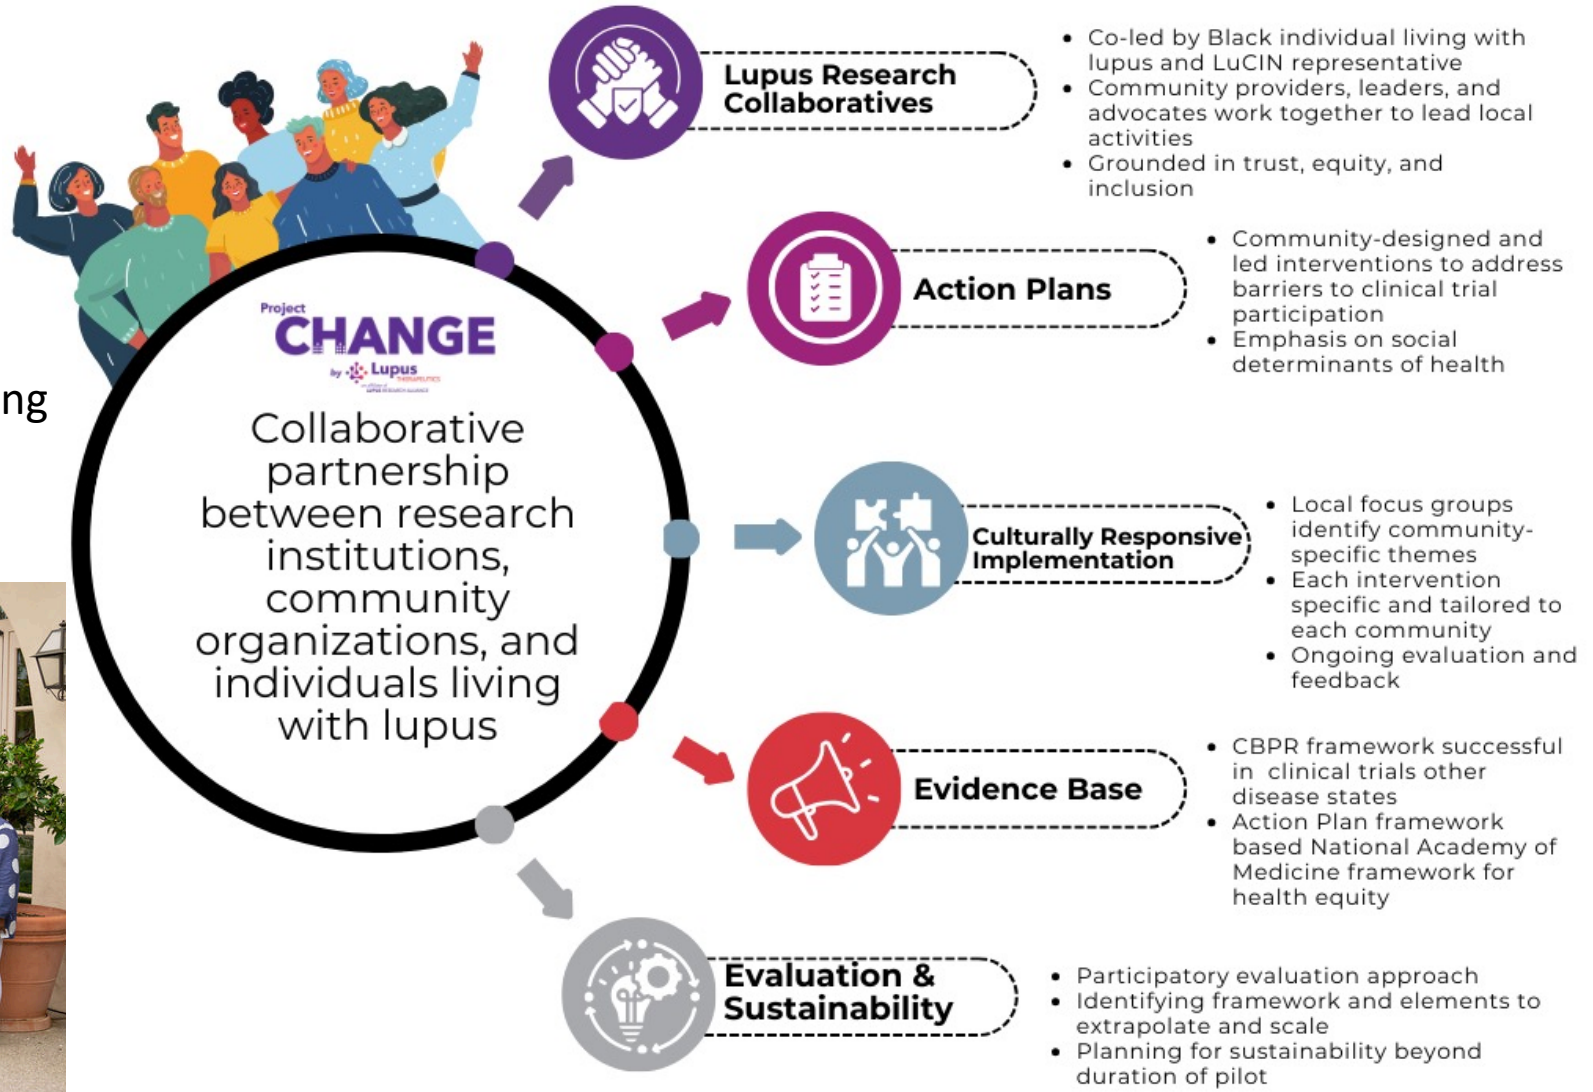 Lupus Research
Collaboratives
• Co-led by Black individual living with
lupus and LuCIN representative
• Community providers, leaders, and
advocates work together to lead local
activities
• Grounded in trust, equity, and
inclusion
Action Plans
• Community-designed and
led interventions to address
barriers to clinical trial
participation
• Emphasis on social
determinants of health
Project
CHANGE
by Lupus
THERAPEUTICS
LUPUS RESEARCH ALLIANCE
ng
Collaborative
partnership
between research
institutions,
community
organizations, and
individuals living
with lupus
Culturally Responsive
Implementation
• Local focus groups
identify community-
specific themes
• Each intervention
specific and tailored to
each community
• Ongoing evaluation and
feedback
Evidence Base
• CBPR framework successful
in clinical trials other
disease states
• Action Plan framework
based National Academy of
Medicine framework for
health equity
Evaluation &
Sustainability
• Participatory evaluation approach
• Identifying framework and elements to
extrapolate and scale
• Planning for sustainability beyond
duration of pilot